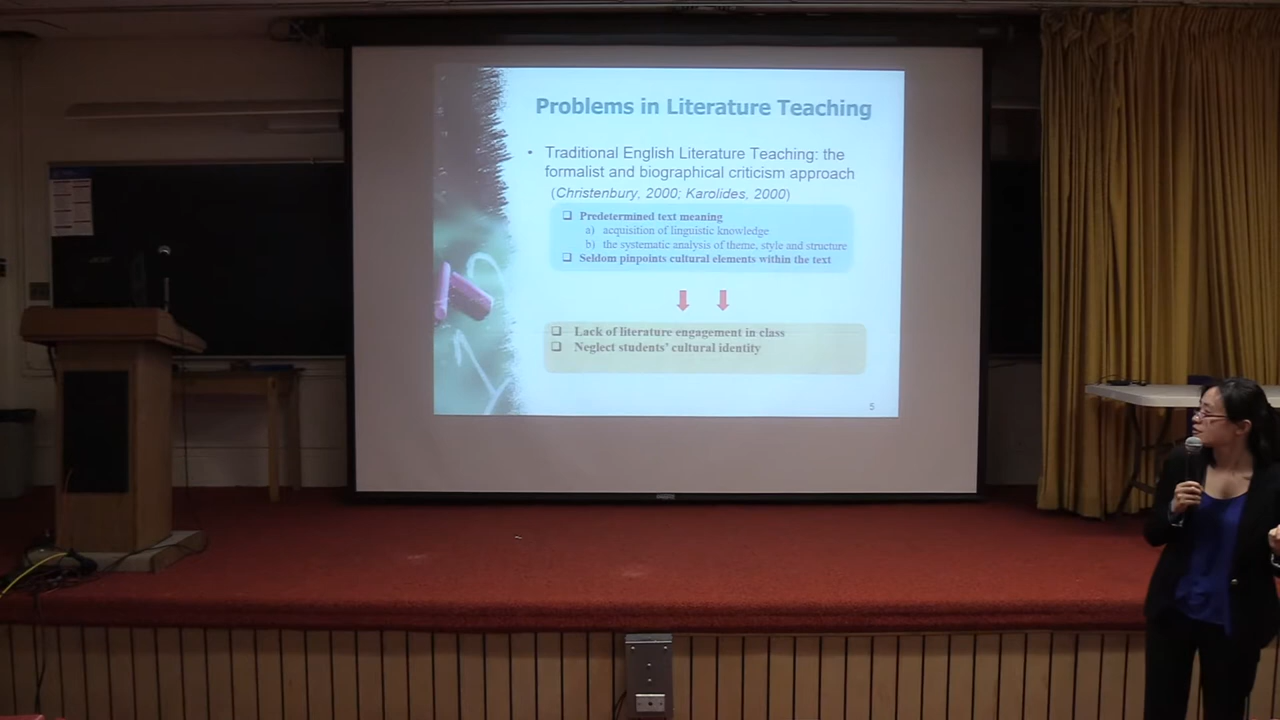 Problems in Literature Teaching
• Traditional English Literature Teaching: the
formalist and biographical criticism approach
(Christenbury, 2000; Karolides, 2000)
❑ Predetermined text meaning
a) acquisition of linguistic knowledge
b) the systematic analysis of theme, style and structure
❑ Seldom pinpoints cultural elements within the text
❑ Lack of literature engagement in class
❑ Neglect students' cultural identity
5